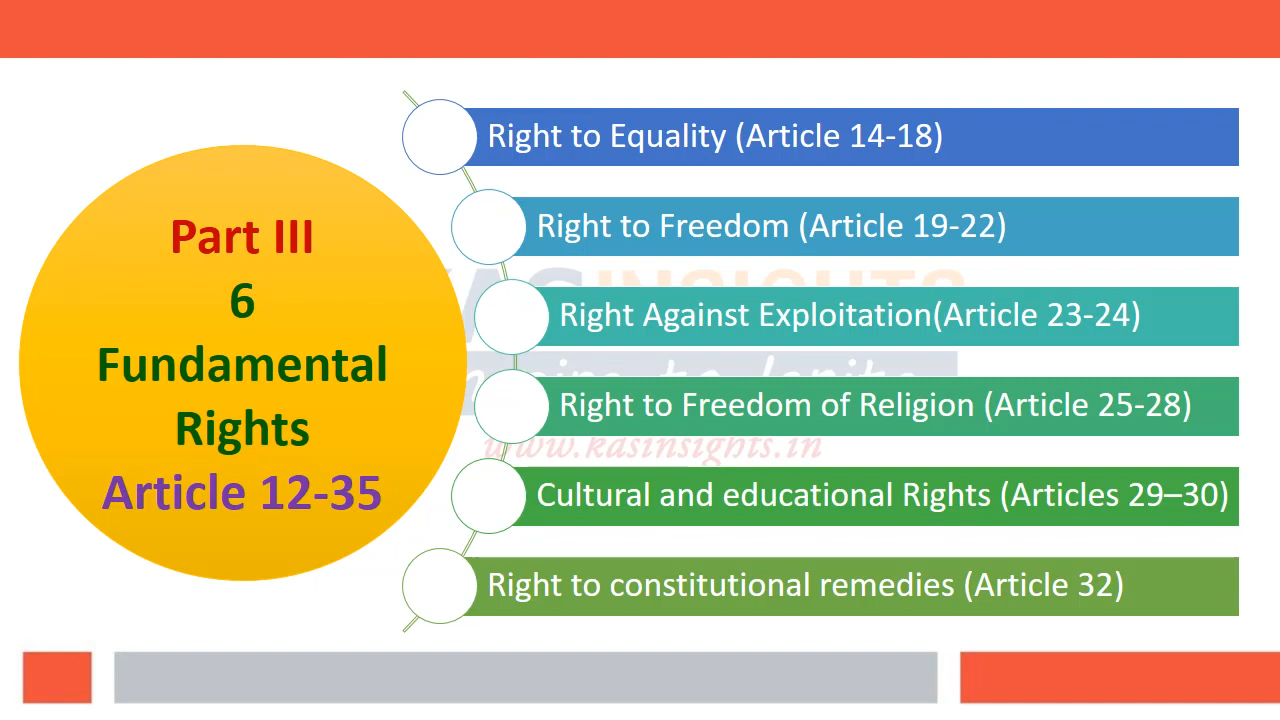 Part III
6
Fundamental
Rights
Article 12-35
Right to Equality (Article 14-18)
Right to Freedom (Article 19-22)
Right Against Exploitation(Article 23-24)
Right to Freedom of Religion (Article 25-28)
Cultural and educational Rights (Articles 29–30)
Right to constitutional remedies (Article 32)
www.kasinsights.in